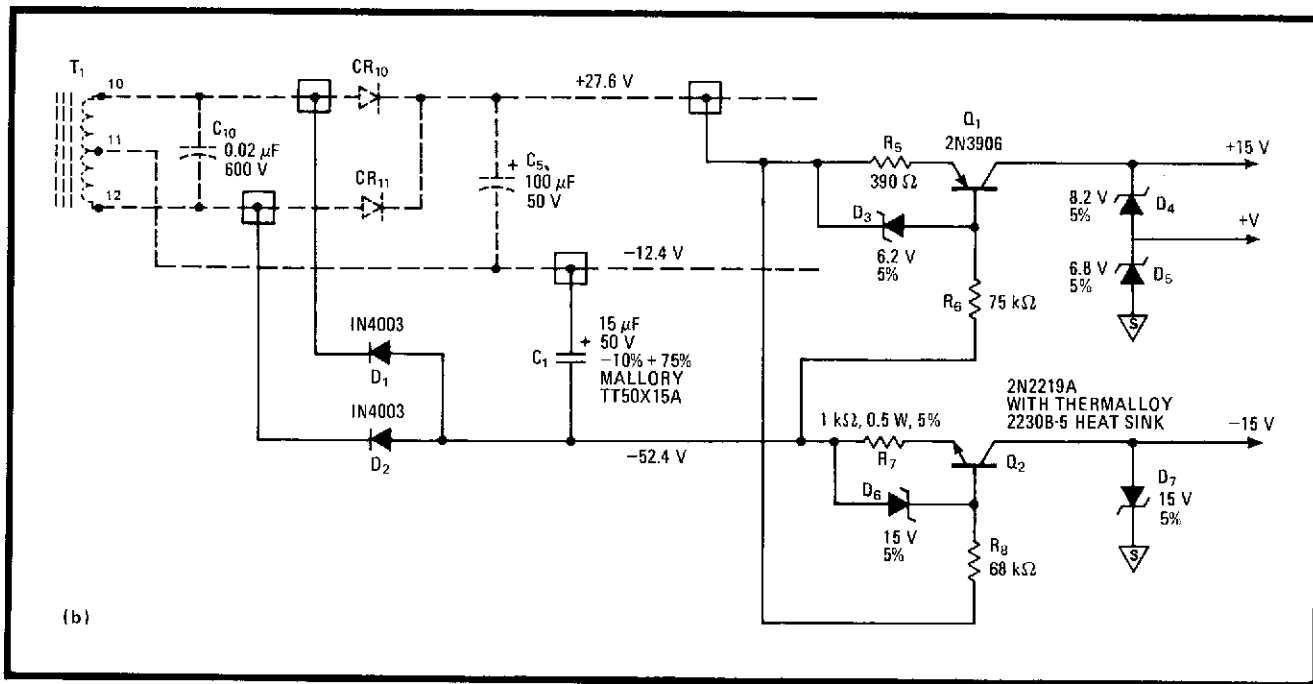 T1
10
11
12
C10
0.02 μF
600 V
CR10
CR11
+27.6 V
C5
100 μF
50 V
+
−12.4 V
IN4003
D1
IN4003
D2
C1
+
15 μF
50 V
−10% + 75%
MALLORY
TT50X15A
−52.4 V
Q1
2N3906
R5
390 Ω
D3
6.2 V
5%
R6
75 kΩ
+15 V
8.2 V
5%
D4
+V
6.8 V
5%
D5
S
2N2219A
WITH THERMALLOY
2230B-5 HEAT SINK
1 kΩ, 0.5 W, 5%
R7
Q2
−15 V
D6
15 V
5%
R8
68 kΩ
D7
15 V
5%
S
(b)